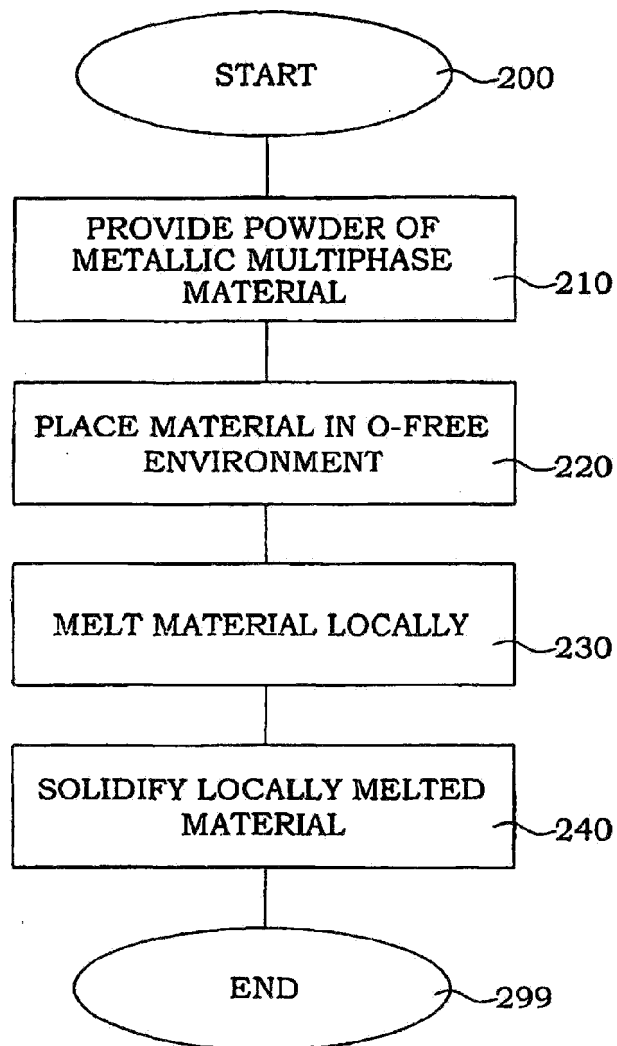 START
200
PROVIDE POWDER OF
METALLIC MULTIPHASE
MATERIAL
210
PLACE MATERIAL IN O-FREE
ENVIRONMENT
220
MELT MATERIAL LOCALLY
230
SOLIDIFY LOCALLY MELTED
MATERIAL
240
END
299